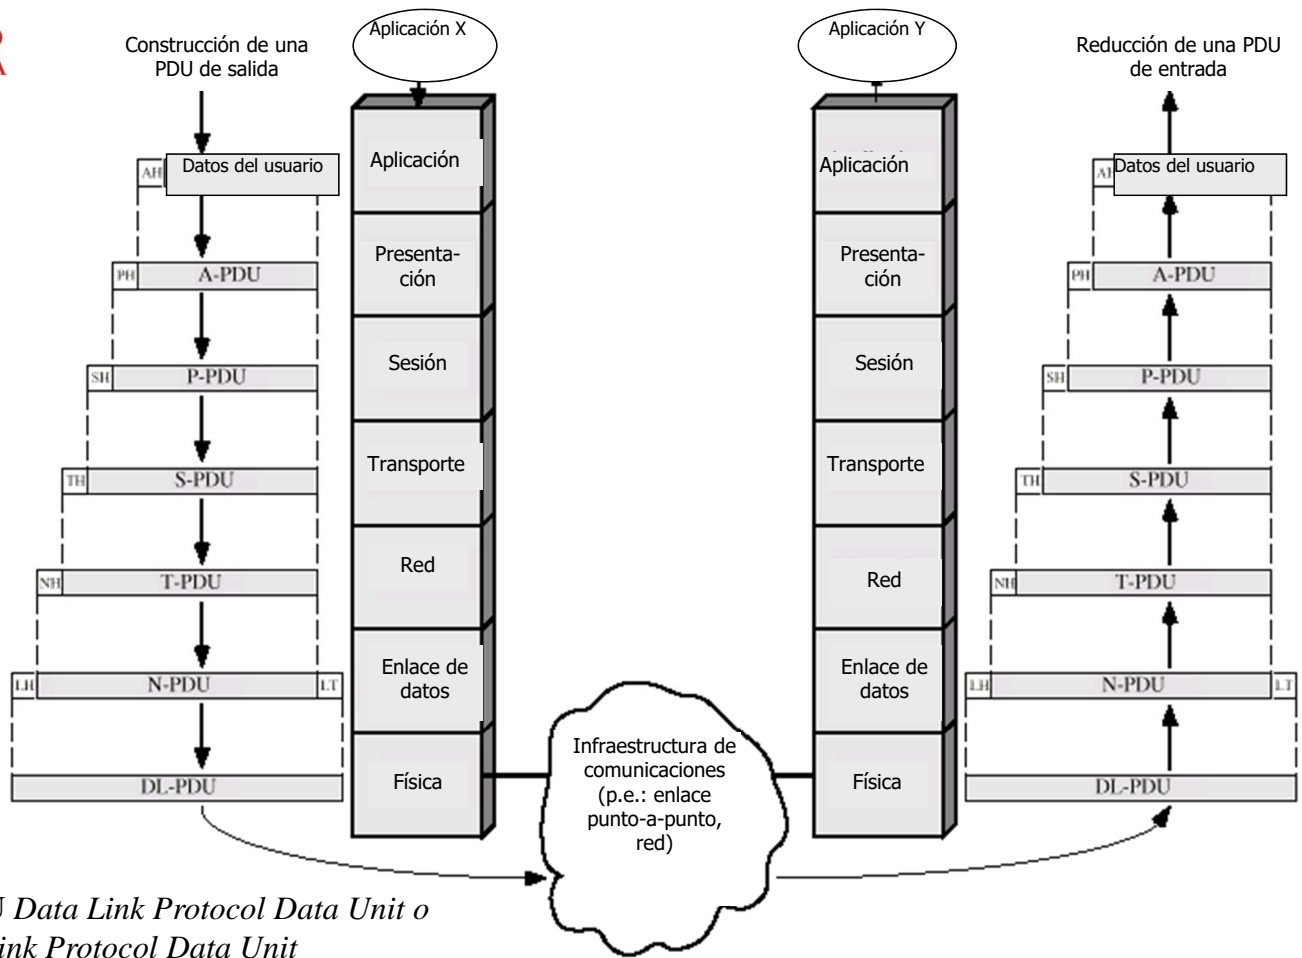 Construcción de una
PDU de salida
Aplicación X
Aplicación Y
Reducción de una PDU
de entrada
AH
Datos del usuario
PH
A-PDU
SH
P-PDU
TH
S-PDU
NH
T-PDU
LH
N-PDU
LT
DL-PDU
Aplicación
Presenta-
ción
Sesión
Transporte
Red
Enlace de
datos
Física
Infraestructura de
comunicaciones
(p.e.: enlace
punto-a-punto,
red)
Aplicación
Presenta-
ción
Sesión
Transporte
Red
Enlace de
datos
Física
Datos del usuario
PH
A-PDU
SH
P-PDU
TH
S-PDU
NH
T-PDU
LH
N-PDU
LT
DL-PDU
Data Link Protocol Data Unit o
Protocol Data Unit